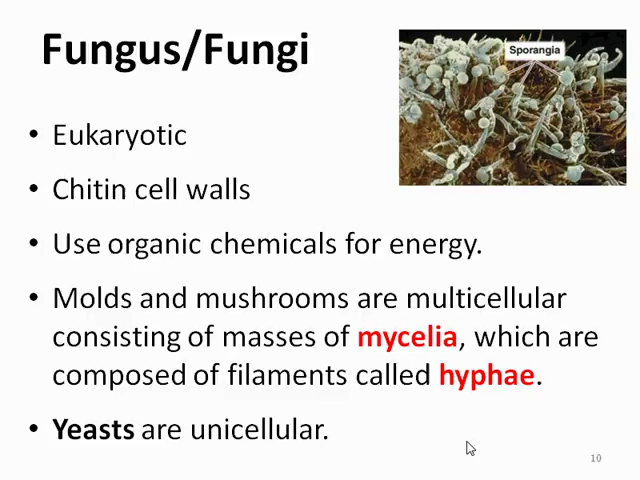 Fungus/Fungi
Sporangia
• Eukaryotic
• Chitin cell walls
• Use organic chemicals for energy.
• Molds and mushrooms are multicellular
consisting of masses of mycelia, which are
composed of filaments called hyphae.
• Yeasts are unicellular.
10